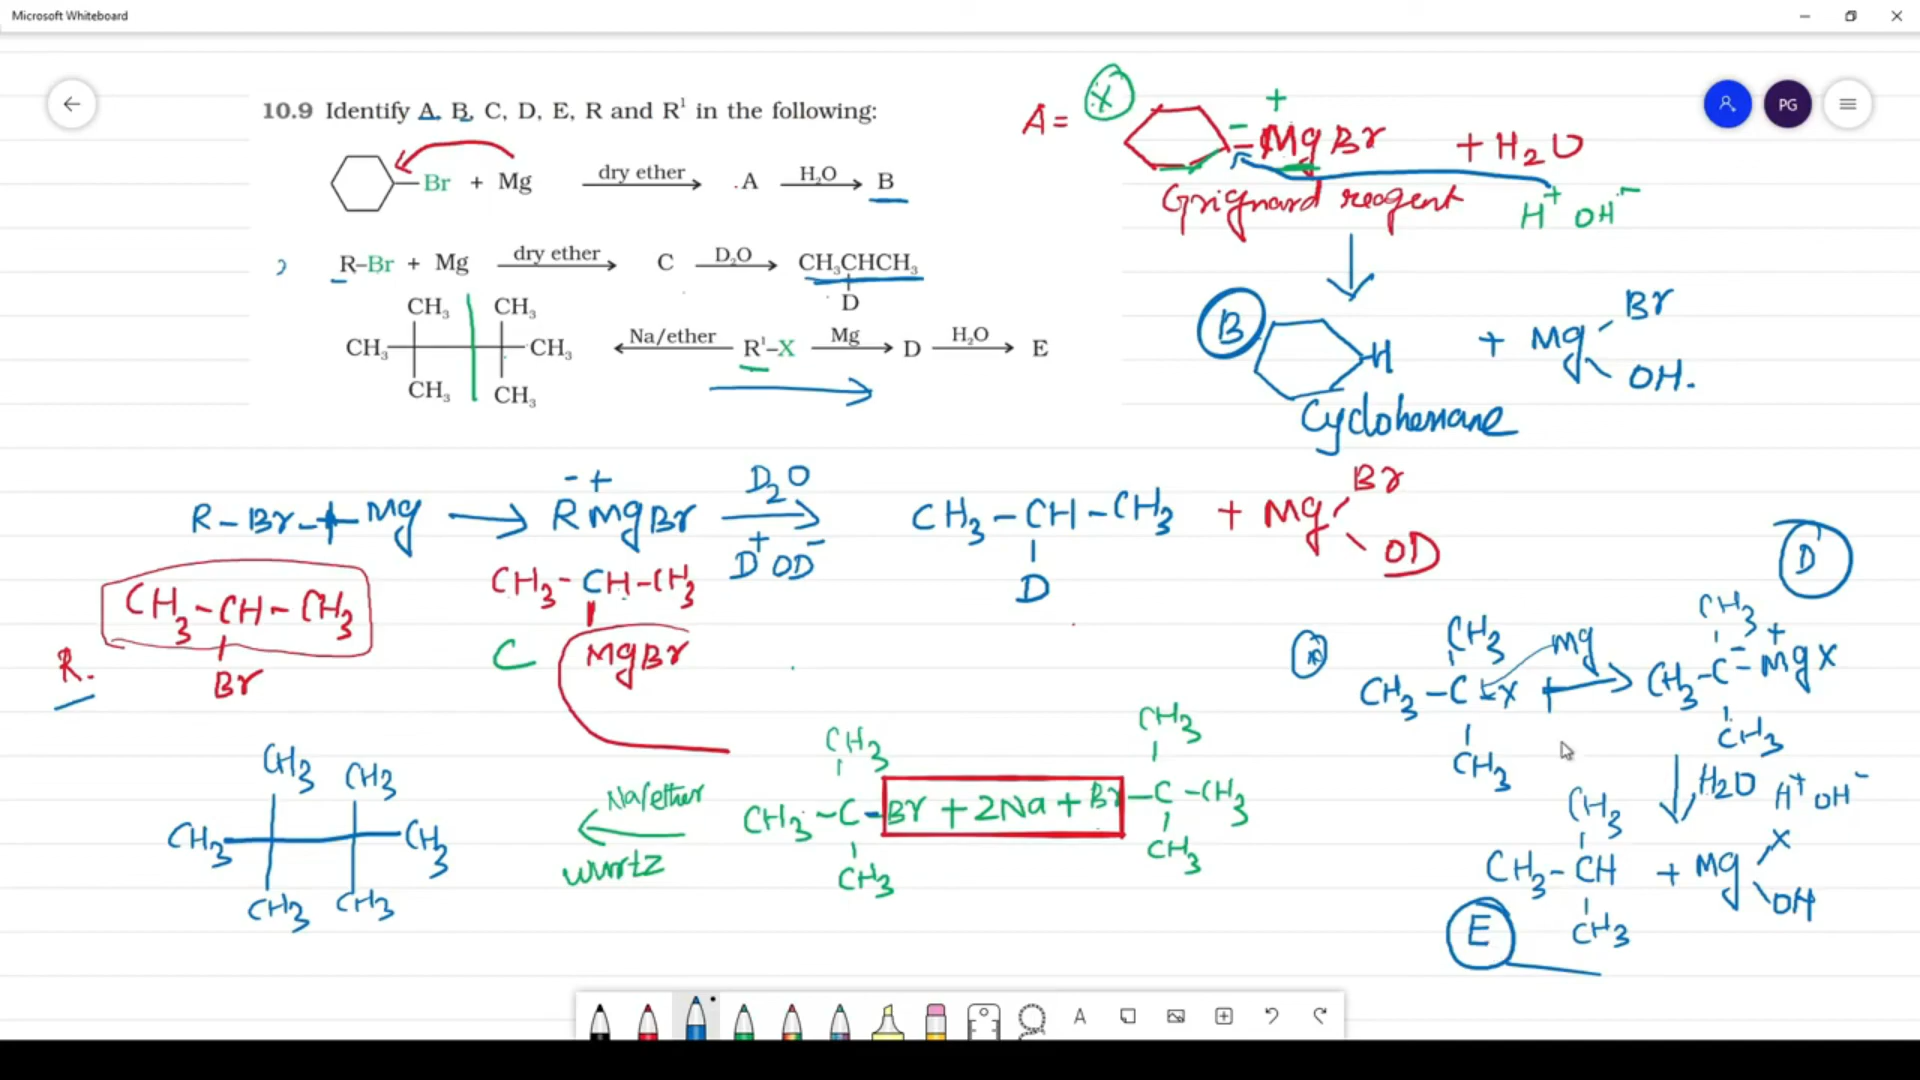 Microsoft Whiteboard
PG
10.9 Identify A, B, C, D, E, R and R¹ in the following:
Br + Mg dry ether A H₂O B
R–Br + Mg dry ether C D₂O CH₃CHCH₃
D
CH₃ CH₃
CH₃ CH₃ Na/ether R¹–X Mg D H₂O E
CH₃ CH₃
A = X - + MgBr + H₂O
Grignard reagent H⁺ OH⁻
B H + Mg Br
OH.
Cyclohexane
R – Br + Mg → R⁻ ⁺MgBr D₂O CH₃ – CH – CH₃ + Mg Br
D⁺ OD⁻ D OD
CH₃ – CH – CH₃
Br
R.
CH₃ – CH – CH₃
MgBr
C
CH₃ CH₃
CH₃ CH₃
CH₃ CH₃
Na/ether
wurtz
CH₃ CH₃
CH₃ – C – Br + 2Na + Br – C – CH₃
CH₃ CH₃
D
CH₃ Mg CH₃
CH₃ – C – X → CH₃ – C⁻ – ⁺MgX
CH₃ CH₃
H₂O H⁺ OH⁻
CH₃
CH₃ – CH + Mg X
CH₃ OH
E
A